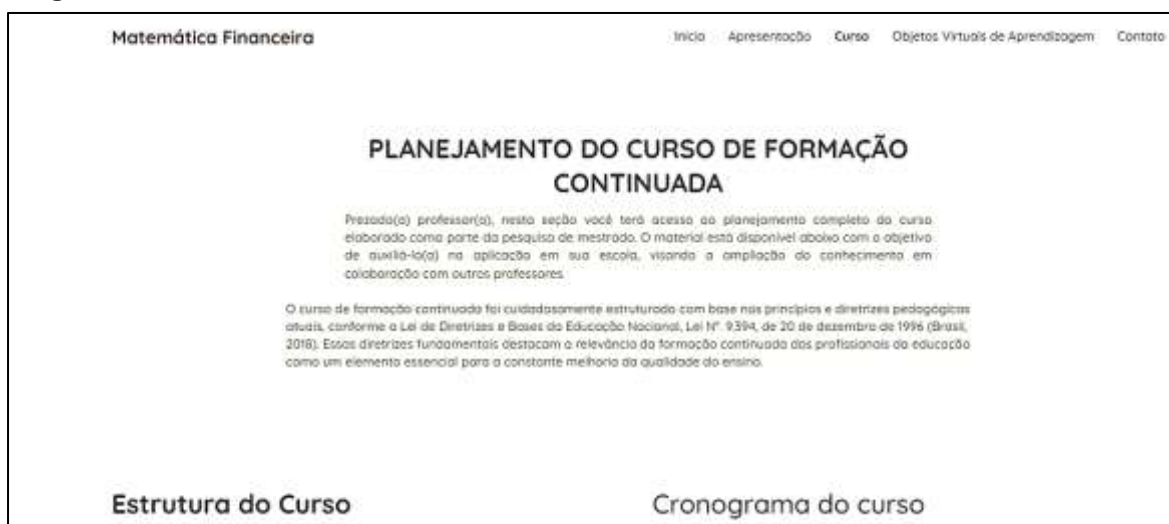 Matemática Financeira
Início Apresentação Curso Objetos Virtuais de Aprendizagem Contato
PLANEJAMENTO DO CURSO DE FORMAÇÃO
CONTINUADA
Prezado(a) professor(a), nesta seção você terá acesso ao planejamento completo do curso
elaborado como parte da pesquisa de mestrado. O material está disponível abaixo com o objetivo
de auxiliá-lo(a) na aplicação em sua escola, visando a ampliação do conhecimento em
colaboração com outros professores.
O curso de formação continuada foi cuidadosamente estruturado com base nos princípios e diretrizes pedagógicas
atuais, conforme a Lei de Diretrizes e Bases da Educação Nacional, Lei Nº. 9.394, de 20 de dezembro de 1996 (Brasil,
2018). Essas diretrizes fundamentais destacam a relevância da formação continuada dos profissionais da educação
como um elemento essencial para a constante melhoria da qualidade do ensino.
Estrutura do Curso
Cronograma do curso